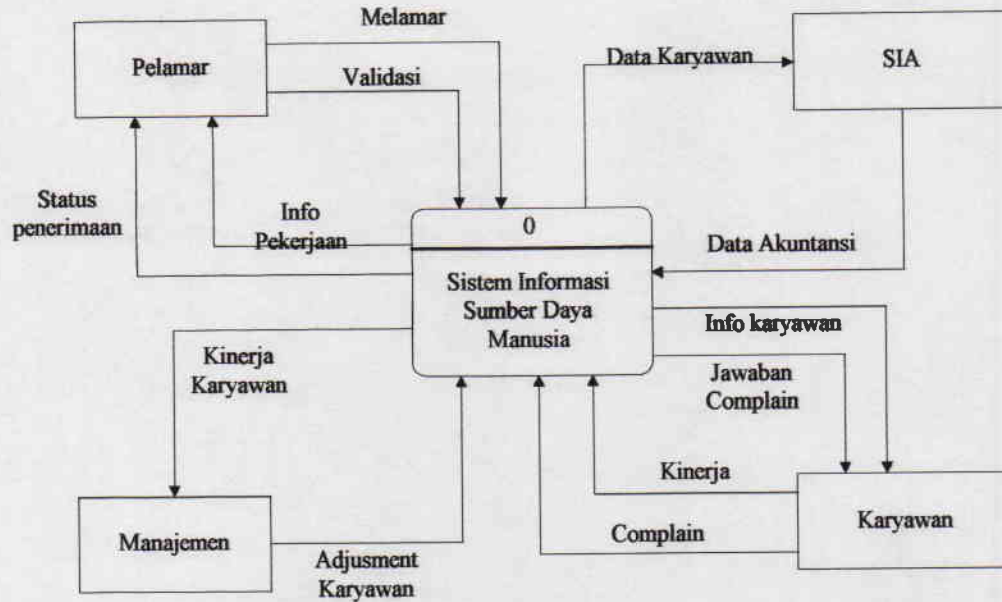 Melamar
Pelamar
Validasi
Data Karyawan
SIA
Status
penerimaan
Info
Pekerjaan
0
Sistem Informasi
Sumber Daya
Manusia
Data Akuntansi
Info karyawan
Jawaban
Complain
Kinerja
Karyawan
Kinerja
Complain
Karyawan
Manajemen
Adjusment
Karyawan